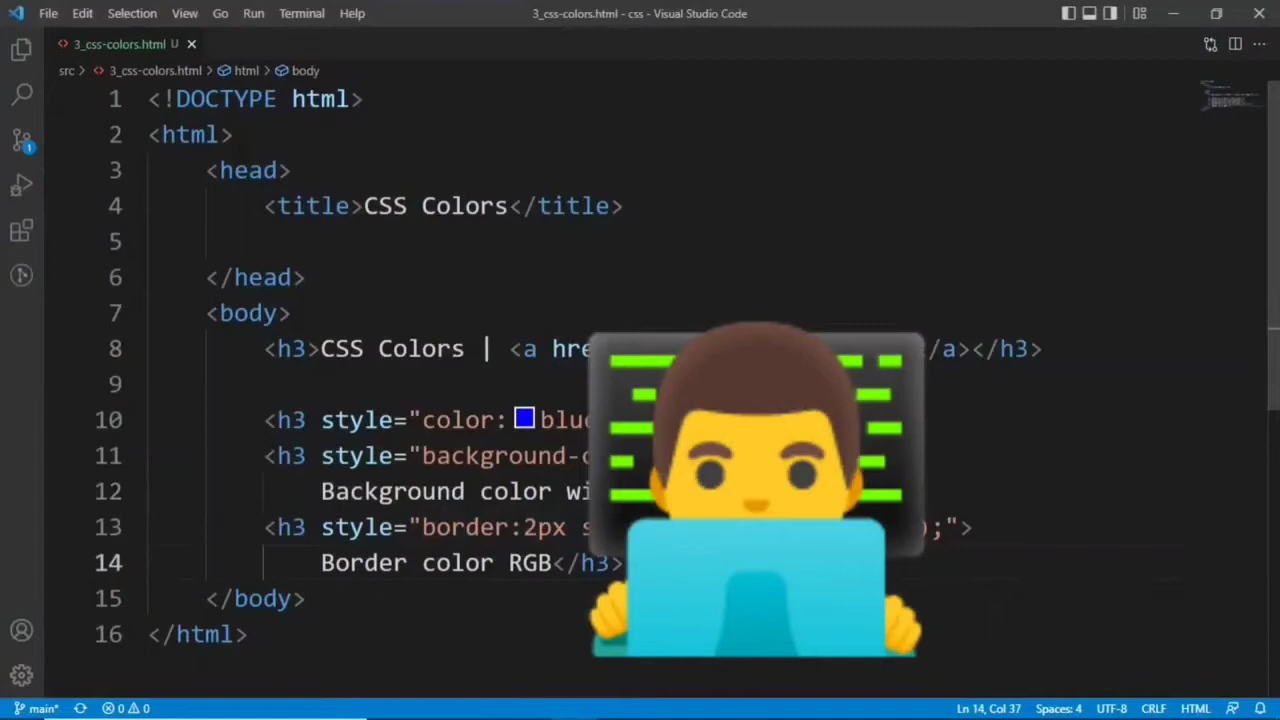 File Edit Selection View Go Run Terminal Help 3_css-colors.html - css - Visual Studio Code
3_css-colors.html U
src > 3_css-colors.html > html > body
1 <!DOCTYPE html>
2 <html>
3 <head>
4 <title>CSS Colors</title>
5
6 </head>
7 <body>
8 <h3>CSS Colors | <a /a></h3>
9
10 <h3 style="color:
11 <h3 style="background-
12 Background color
13 <h3 style="border:2px ;">
14 Border color RGB</h3>
15 </body>
16 </html>
1
main* 0 0 Ln 14, Col 37 Spaces: 4 UTF-8 CRLF HTML